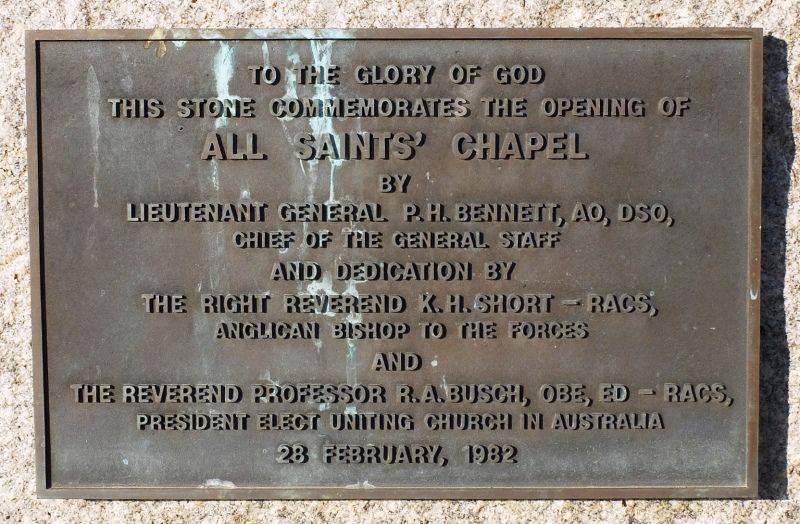 TO THE GLORY OF GOD
THIS STONE COMMEMORATES THE OPENING OF
ALL SAINTS' CHAPEL
BY
LIEUTENANT GENERAL P.H. BENNETT, AO, DSO,
CHIEF OF THE GENERAL STAFF
AND DEDICATION BY
THE RIGHT REVEREND K.H. SHORT – RACS,
ANGLICAN BISHOP TO THE FORCES
AND
THE REVEREND PROFESSOR R.A. BUSCH, OBE, ED – RACS,
PRESIDENT ELECT UNITING CHURCH IN AUSTRALIA
28 FEBRUARY, 1982